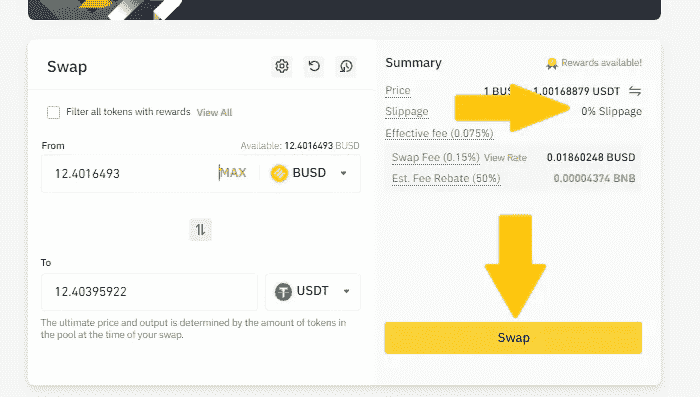 Swap
Filter all tokens with rewards View All
From
Available: 12.4016493 BUSD
12.4016493
MAX
BUSD
To
12.40395922
USDT
The ultimate price and output is determined by the amount of tokens in
the pool at the time of your swap.
Summary
Rewards available!
Price
1 BUS 1.00168879 USDT
Slippage
0% Slippage
Effective fee (0.075%)
Swap Fee (0.15%) View Rate
0.01860248 BUSD
Est. Fee Rebate (50%)
0.00004374 BNB
Swap